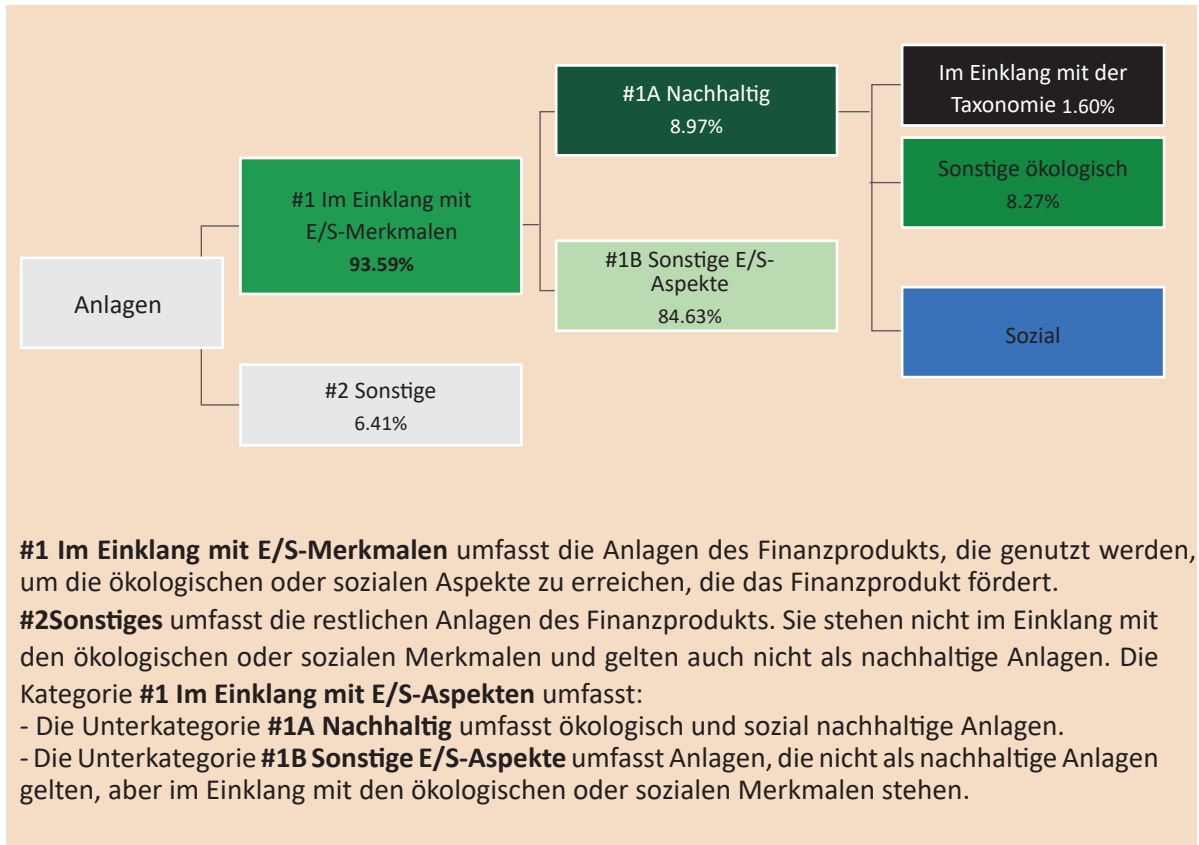 Anlagen
#1 Im Einklang mit
E/S-Merkmalen
93.59%
#2 Sonstige
6.41%
#1A Nachhaltig
8.97%
#1B Sonstige E/S-
Aspekte
84.63%
Im Einklang mit der
Taxonomie 1.60%
Sonstige ökologisch
8.27%
Sozial
#1 Im Einklang mit E/S-Merkmalen umfasst die Anlagen des Finanzprodukts, die genutzt werden,
um die ökologischen oder sozialen Aspekte zu erreichen, die das Finanzprodukt fördert.
#2Sonstiges umfasst die restlichen Anlagen des Finanzprodukts. Sie stehen nicht im Einklang mit
den ökologischen oder sozialen Merkmalen und gelten auch nicht als nachhaltige Anlagen. Die
Kategorie #1 Im Einklang mit E/S-Aspekten umfasst:
- Die Unterkategorie #1A Nachhaltig umfasst ökologisch und sozial nachhaltige Anlagen.
- Die Unterkategorie #1B Sonstige E/S-Aspekte umfasst Anlagen, die nicht als nachhaltige Anlagen
gelten, aber im Einklang mit den ökologischen oder sozialen Merkmalen stehen.